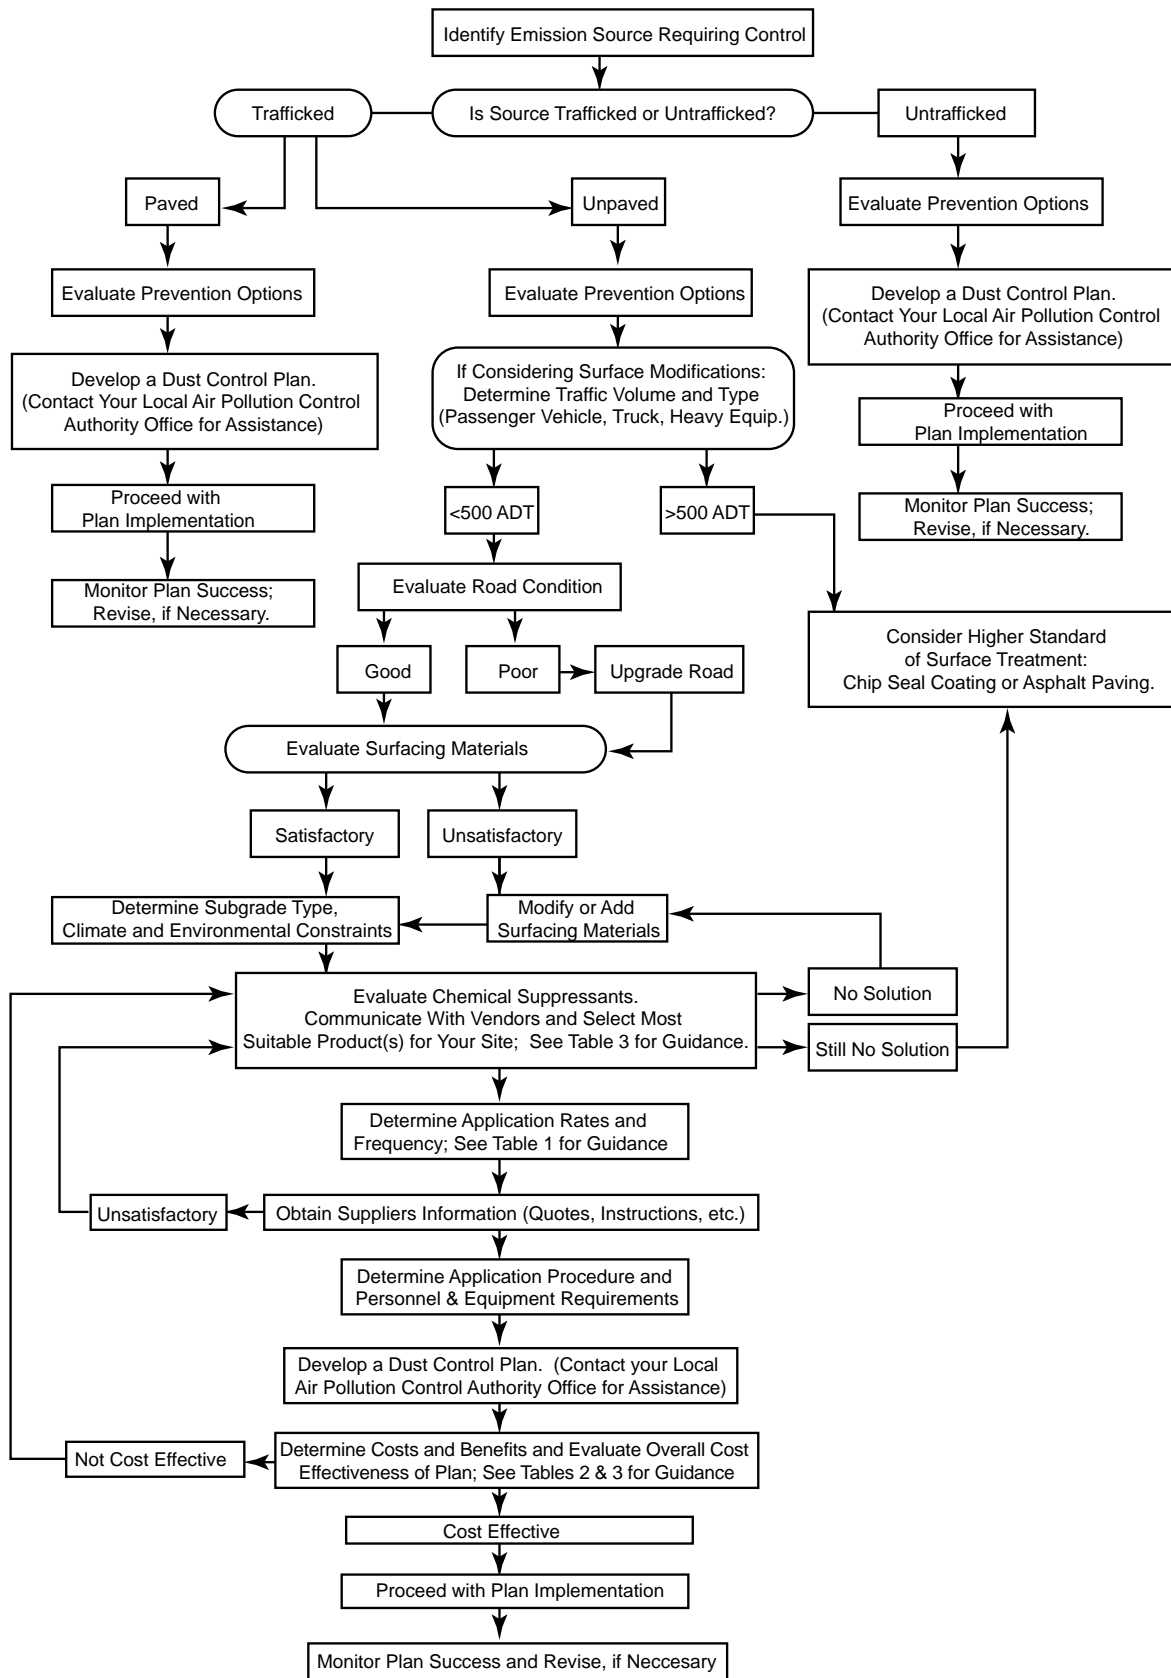 Identify Emission Source Requiring Control
Trafficked
Is Source Trafficked or Untrafficked?
Untrafficked
Paved
Unpaved
Evaluate Prevention Options
Evaluate Prevention Options
Evaluate Prevention Options
Develop a Dust Control Plan.
(Contact Your Local Air Pollution Control
Authority Office for Assistance)
Develop a Dust Control Plan.
(Contact Your Local Air Pollution Control
Authority Office for Assistance)
If Considering Surface Modifications:
Determine Traffic Volume and Type
(Passenger Vehicle, Truck, Heavy Equip.)
Proceed with
Plan Implementation
Proceed with
Plan Implementation
<500 ADT
>500 ADT
Monitor Plan Success;
Revise, if Necessary.
Monitor Plan Success;
Revise, if Necessary.
Evaluate Road Condition
Good
Poor
Upgrade Road
Consider Higher Standard
of Surface Treatment:
Chip Seal Coating or Asphalt Paving.
Evaluate Surfacing Materials
Satisfactory
Unsatisfactory
Determine Subgrade Type,
Climate and Environmental Constraints
Modify or Add
Surfacing Materials
Evaluate Chemical Suppressants.
Communicate With Vendors and Select Most
Suitable Product(s) for Your Site;  See Table 3 for Guidance.
No Solution
Still No Solution
Determine Application Rates and
Frequency; See Table 1 for Guidance
Unsatisfactory
Obtain Suppliers Information (Quotes, Instructions, etc.)
Determine Application Procedure and
Personnel & Equipment Requirements
Develop a Dust Control Plan.  (Contact your Local
Air Pollution Control Authority Office for Assistance)
Not Cost Effective
Determine Costs and Benefits and Evaluate Overall Cost
Effectiveness of Plan; See Tables 2 & 3 for Guidance
Cost Effective
Proceed with Plan Implementation
Monitor Plan Success and Revise, if Neccesary